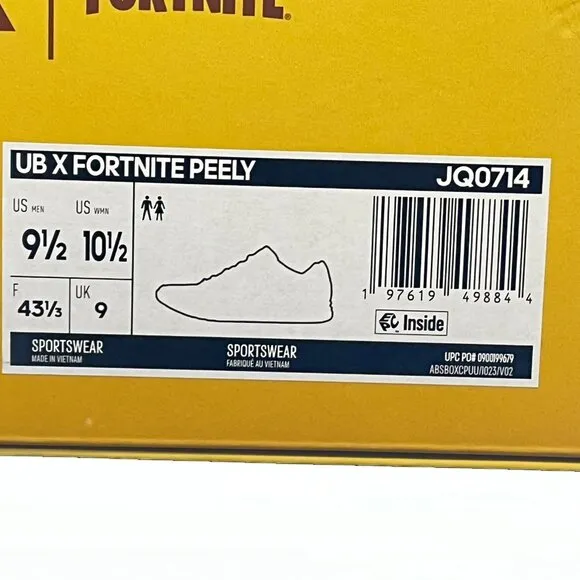 FORTNITE®
UB X FORTNITE PEELY JQ0714
US MEN US WMN
9½ 10½
F UK
43⅓ 9
1 97619 49884 4
Inside
SPORTSWEAR SPORTSWEAR UPC PO# 0900199679
MADE IN VIETNAM FABRIQUÉ AU VIETNAM ABSBOXCPUU/1023/V02